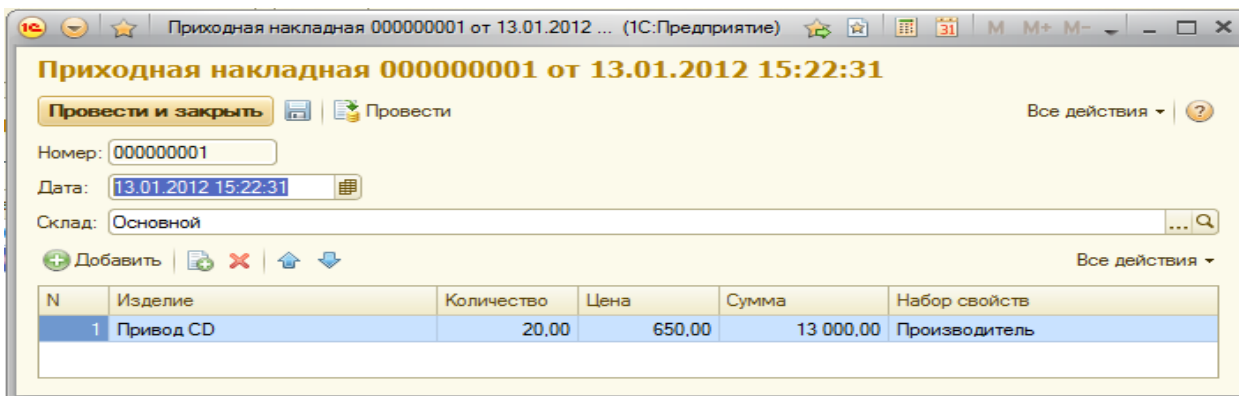 1С Приходная накладная 000000001 от 13.01.2012 ... (1С:Предприятие) 31 M M+ M-
Приходная накладная 000000001 от 13.01.2012 15:22:31
Провести и закрыть Провести Все действия ?
Номер: 000000001
Дата: 13.01.2012 15:22:31
Склад: Основной ...
Добавить Все действия
N Изделие Количество Цена Сумма Набор свойств
1 Привод CD 20,00 650,00 13 000,00 Производитель